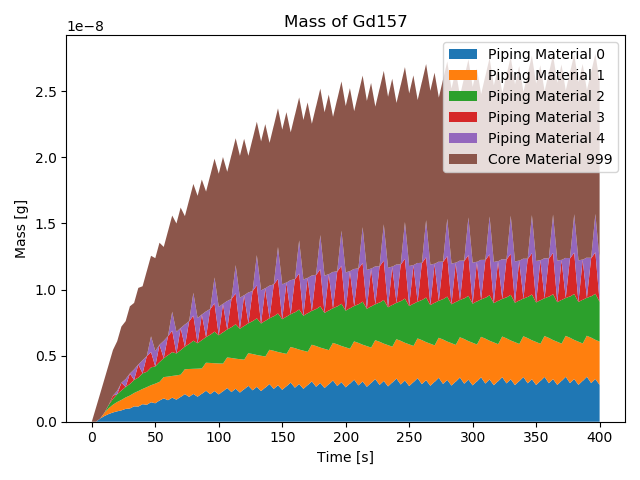 Mass of Gd157
1e−8
Piping Material 0
Piping Material 1
Piping Material 2
Piping Material 3
Piping Material 4
Core Material 999
Mass [g]
2.5
2.0
1.5
1.0
0.5
0.0
0 50 100 150 200 250 300 350 400
Time [s]